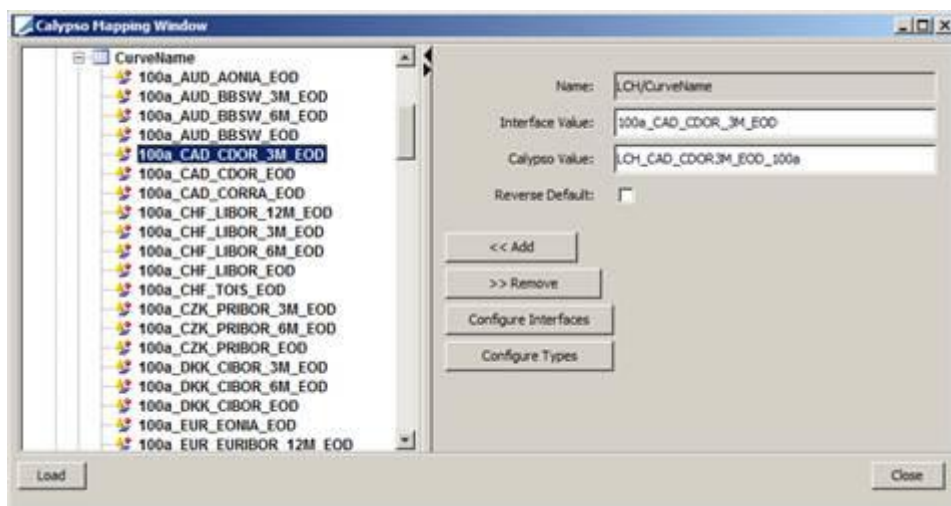 Calypso Mapping Window
CurveName
100a_AUD_AONIA_EOD
100a_AUD_BBSW_3M_EOD
100a_AUD_BBSW_6M_EOD
100a_AUD_BBSW_EOD
100a_CAD_CDOR_3M_EOD
100a_CAD_CDOR_EOD
100a_CAD_CORRA_EOD
100a_CHF_LIBOR_12M_EOD
100a_CHF_LIBOR_3M_EOD
100a_CHF_LIBOR_6M_EOD
100a_CHF_LIBOR_EOD
100a_CHF_TOIS_EOD
100a_CZK_PRIBOR_3M_EOD
100a_CZK_PRIBOR_6M_EOD
100a_CZK_PRIBOR_EOD
100a_DKK_CIBOR_3M_EOD
100a_DKK_CIBOR_6M_EOD
100a_DKK_CIBOR_EOD
100a_EUR_EONIA_EOD
100a_EUR_EURIBOR_12M_EOD
Name: LCH/CurveName
Interface Value: 100a_CAD_CDOR_3M_EOD
Calypso Value: LCH_CAD_CDOR3M_EOD_100a
Reverse Default:
<< Add
>> Remove
Configure Interfaces
Configure Types
Load
Close